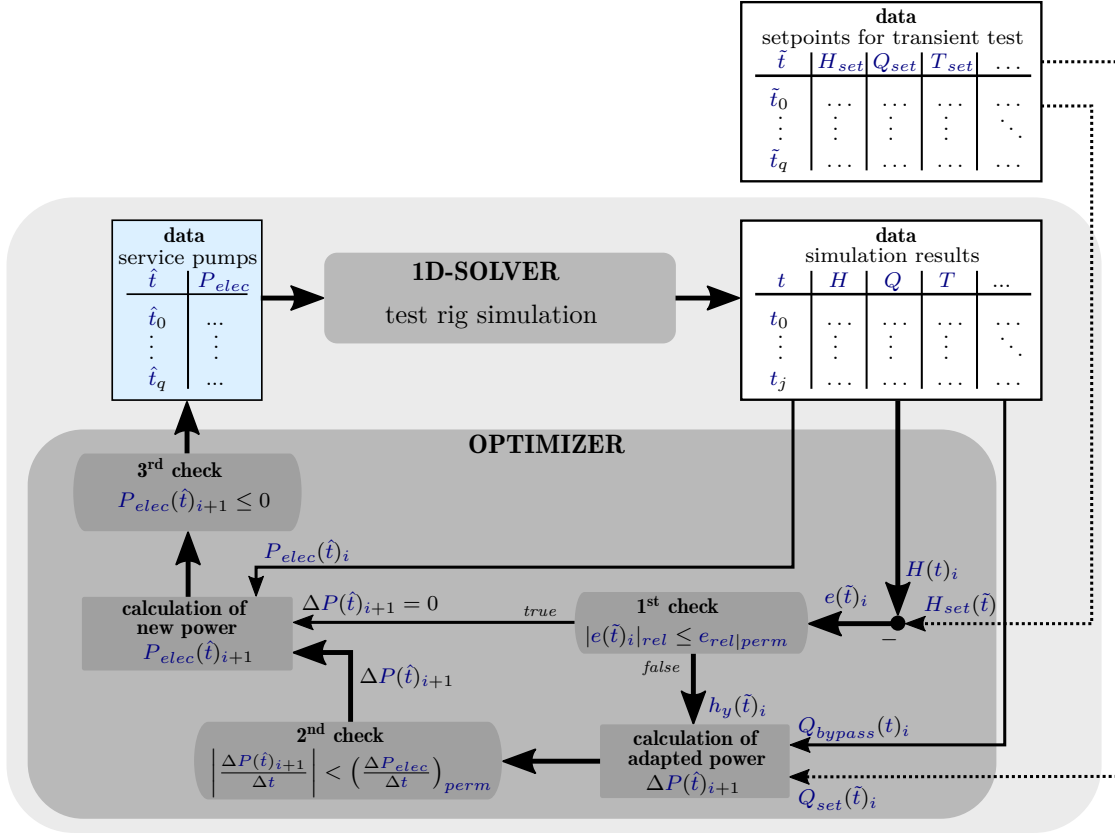 data
setpoints for transient test
t̃ H_set Q_set T_set …
t̃_0 … … … …
⋮ ⋮ ⋮ ⋮ ⋱
t̃_q … … … …
data
service pumps
t̂ P_elec
t̂_0 …
⋮ ⋮
t̂_q …
1D-SOLVER
test rig simulation
data
simulation results
t H Q T …
t_0 … … … …
⋮ ⋮ ⋮ ⋮ ⋱
t_j … … … …
OPTIMIZER
3rd check
P_elec(t̂)_{i+1} ≤ 0
P_elec(t̂)_i
H(t)_i
e(t̃)_i
H_set(t̃)
−
calculation of
new power
P_elec(t̂)_{i+1}
ΔP(t̂)_{i+1} = 0
true
1st check
|e(t̃)_i|_rel ≤ e_{rel|perm}
false
h_y(t̃)_i
ΔP(t̂)_{i+1}
2nd check
|ΔP(t̂)_{i+1}/Δt| < (ΔP_elec/Δt)_perm
calculation of
adapted power
ΔP(t̂)_{i+1}
Q_bypass(t)_i
Q_set(t̃)_i